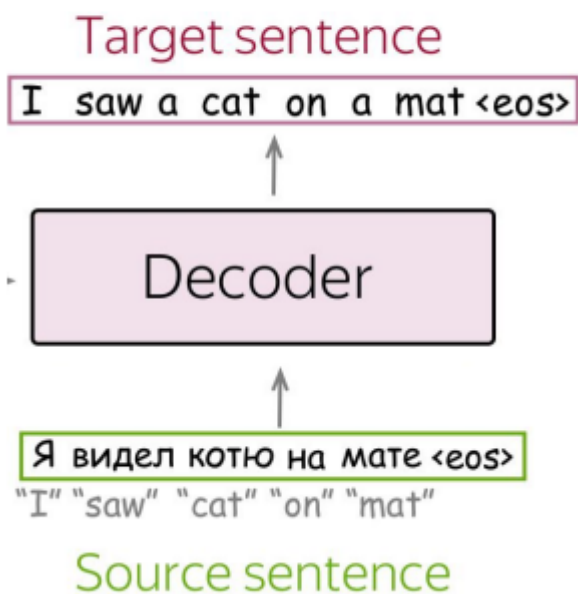 Target sentence
I saw a cat on a mat <eos>
Decoder
Я видел котю на мате <eos>
"I" "saw" "cat" "on" "mat"
Source sentence